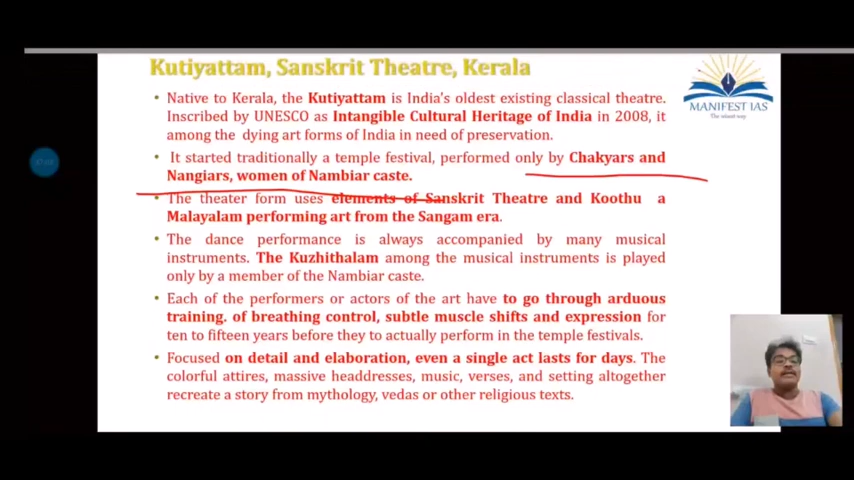 Kutiyattam, Sanskrit Theatre, Kerala
• Native to Kerala, the Kutiyattam is India's oldest existing classical theatre.
Inscribed by UNESCO as Intangible Cultural Heritage of India in 2008, it
among the dying art forms of India in need of preservation.
• It started traditionally a temple festival, performed only by Chakyars and
Nangiars, women of Nambiar caste.
• The theater form uses elements of Sanskrit Theatre and Koothu a
Malayalam performing art from the Sangam era.
• The dance performance is always accompanied by many musical
instruments. The Kuzhithalam among the musical instruments is played
only by a member of the Nambiar caste.
• Each of the performers or actors of the art have to go through arduous
training. of breathing control, subtle muscle shifts and expression for
ten to fifteen years before they to actually perform in the temple festivals.
• Focused on detail and elaboration, even a single act lasts for days. The
colorful attires, massive headdresses, music, verses, and setting altogether
recreate a story from mythology, vedas or other religious texts.
MANIFEST IAS